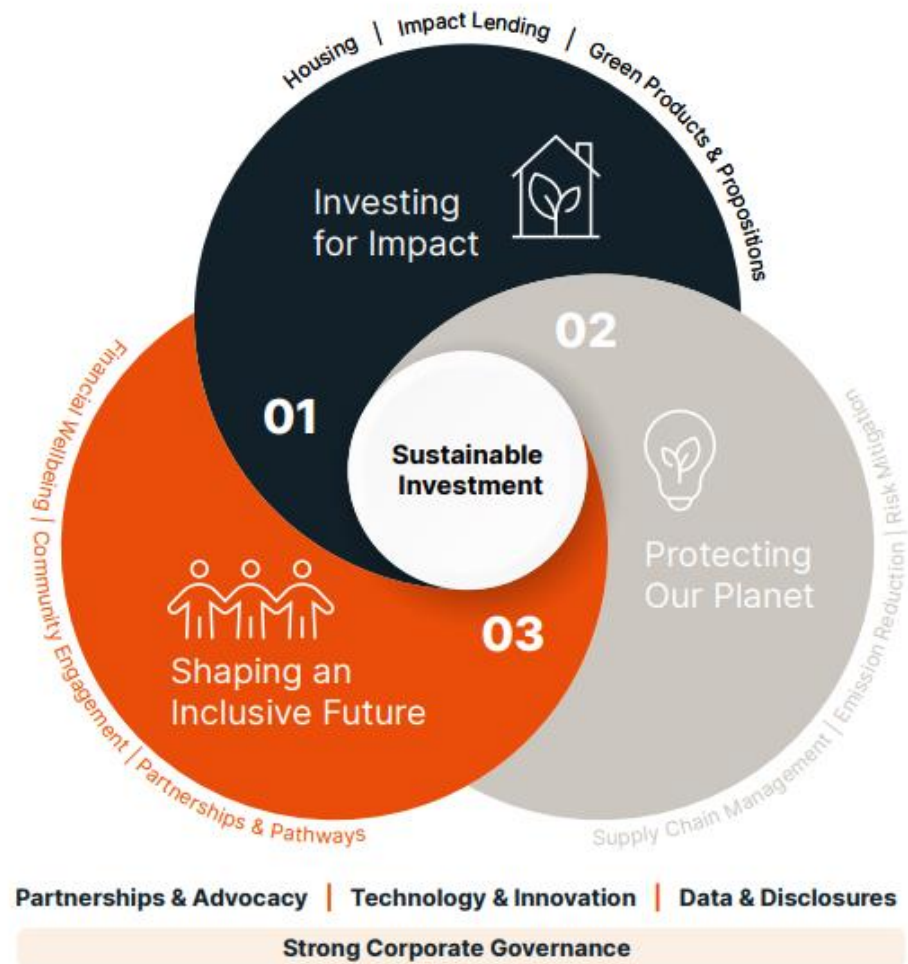 Housing | Impact Lending | Green Products & Propositions
Investing
for Impact
01
02
Sustainable
Investment
Protecting
Our Planet
Supply Chain Management | Emission Reduction | Risk Mitigation
03
Shaping an
Inclusive Future
Financial Wellbeing | Community Engagement | Partnerships & Pathways
Partnerships & Advocacy | Technology & Innovation | Data & Disclosures
Strong Corporate Governance